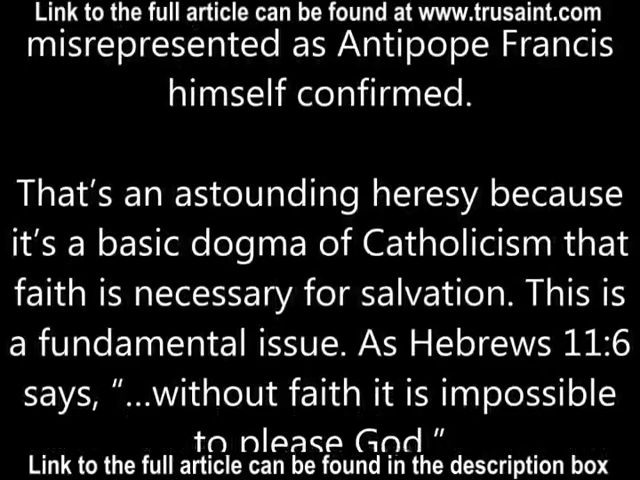 Link to the full article can be found at www.trusaint.com
misrepresented as Antipope Francis
himself confirmed.
That’s an astounding heresy because
it’s a basic dogma of Catholicism that
faith is necessary for salvation. This is
a fundamental issue. As Hebrews 11:6
says, “…without faith it is impossible
to please God.”
Link to the full article can be found in the description box